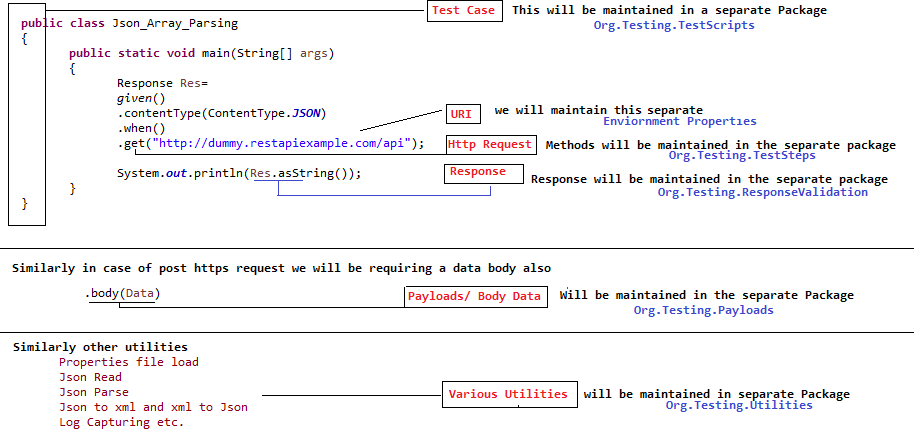 Test Case This will be maintained in a separate Package
Org.Testing.TestScripts
public class Json_Array_Parsing
{
public static void main(String[] args)
{
Response Res=
given()
.contentType(ContentType.JSON)
.when()
.get("http://dummy.restapiexample.com/api");
URI we will maintain this separate
Enviornment Properties
Http Request Methods will be maintained in the separate package
Org.Testing.TestSteps
System.out.println(Res.asString());
Response Response will be maintained in the separate package
Org.Testing.ResponseValidation
}
}
Similarly in case of post https request we will be requiring a data body also
.body(Data)
Payloads/ Body Data Will be maintained in the separate Package
Org.Testing.Payloads
Similarly other utilities
Properties file load
Json Read
Json Parse
Json to xml and xml to Json
Log Capturing etc.
Various Utilities will be maintained in separate Package
Org.Testing.Utilities